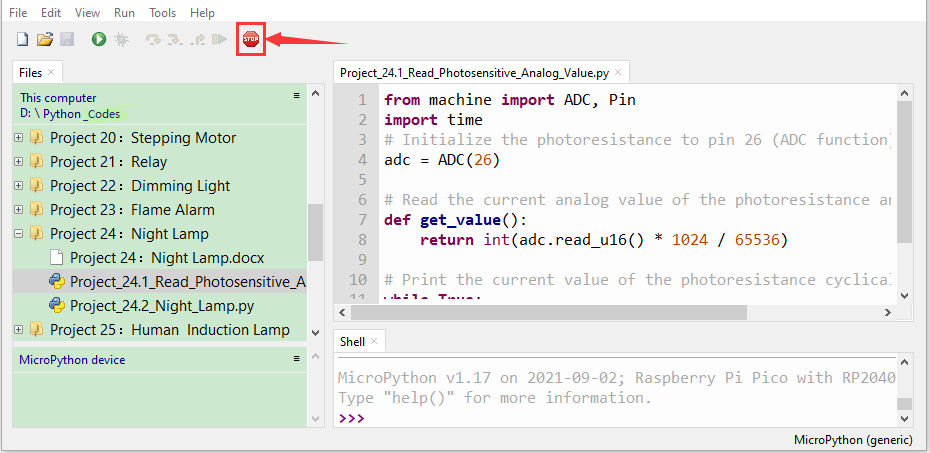 File Edit View Run Tools Help
STOP
Files
This computer
D: \ Python _Codes
Project 20：Stepping Motor
Project 21：Relay
Project 22：Dimming Light
Project 23：Flame Alarm
Project 24：Night Lamp
Project 24：Night Lamp.docx
Project_24.1_Read_Photosensitive_A
Project_24.2_Night_Lamp.py
Project 25：Human Induction Lamp
MicroPython device
Project_24.1_Read_Photosensitive_Analog_Value.py
1 from machine import ADC, Pin
2 import time
3 # Initialize the photoresistance to pin 26 (ADC function)
4 adc = ADC(26)
5
6 # Read the current analog value of the photoresistance an
7 def get_value():
8 return int(adc.read_u16() * 1024 / 65536)
9
10 # Print the current value of the photoresistance cyclical
11 while True:
Shell
MicroPython v1.17 on 2021-09-02; Raspberry Pi Pico with RP2040
Type "help()" for more information.
>>>
MicroPython (generic)